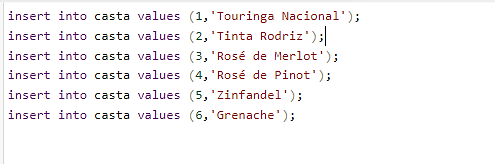 insert into casta values (1,'Touringa Nacional');
insert into casta values (2,'Tinta Rodriz');
insert into casta values (3,'Rosé de Merlot');
insert into casta values (4,'Rosé de Pinot');
insert into casta values (5,'Zinfandel');
insert into casta values (6,'Grenache');